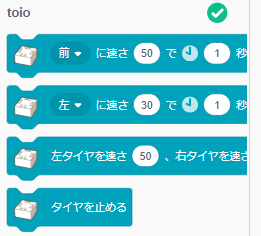 toio
前 に速さ 50 で 1 秒
左 に速さ 30 で 1 秒
左タイヤを速さ 50 、右タイヤを速さ
タイヤを止める